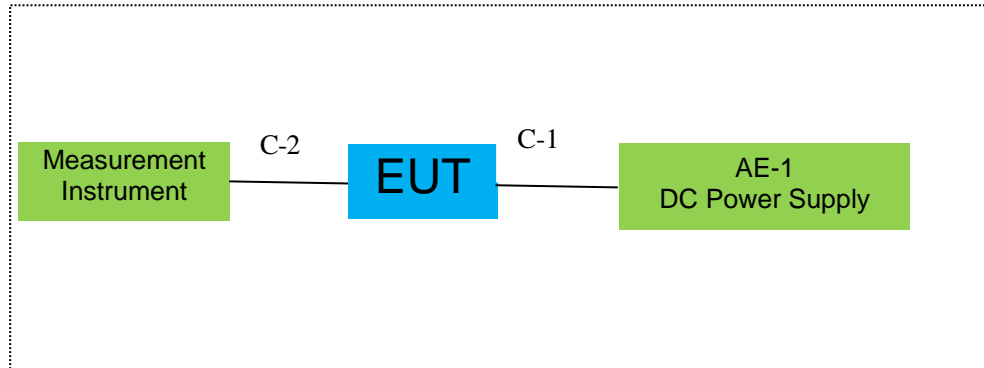 C-2
C-1
Measurement
Instrument
EUT
AE-1
DC Power Supply